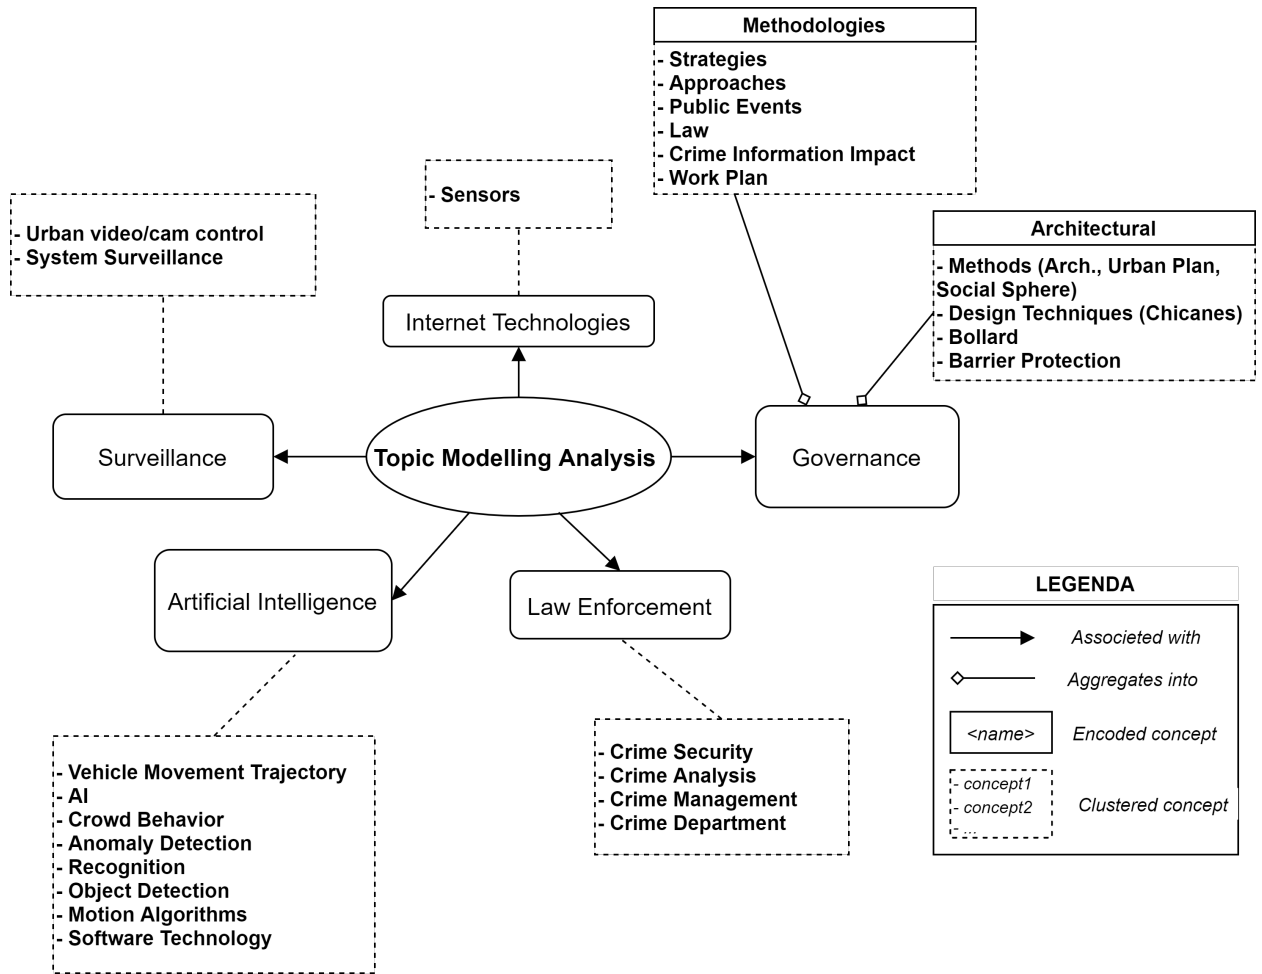 Methodologies
- Strategies
- Approaches
- Public Events
- Law
- Crime Information Impact
- Work Plan
- Sensors
- Urban video/cam control
- System Surveillance
Architectural
- Methods (Arch., Urban Plan,
Social Sphere)
- Design Techniques (Chicanes)
- Bollard
- Barrier Protection
Internet Technologies
Surveillance
Topic Modelling Analysis
Governance
Artificial Intelligence
Law Enforcement
- Vehicle Movement Trajectory
- AI
- Crowd Behavior
- Anomaly Detection
- Recognition
- Object Detection
- Motion Algorithms
- Software Technology
- Crime Security
- Crime Analysis
- Crime Management
- Crime Department
LEGENDA
Associeted with
Aggregates into
<name> Encoded concept
- concept1
- concept2
- ...
Clustered concept